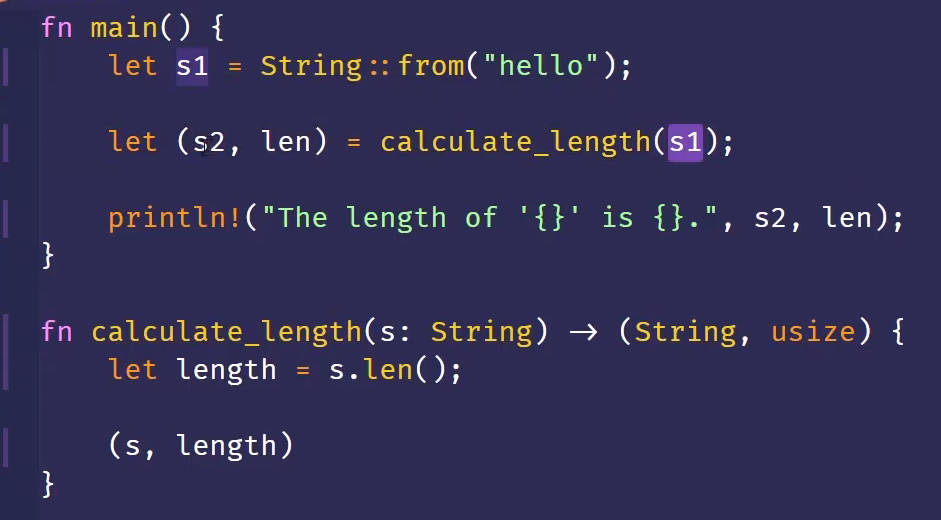 fn main() {
    let s1 = String::from("hello");
    let (s2, len) = calculate_length(s1);
    println!("The length of '{}' is {}.", s2, len);
}
fn calculate_length(s: String) -> (String, usize) {
    let length = s.len();
    (s, length)
}